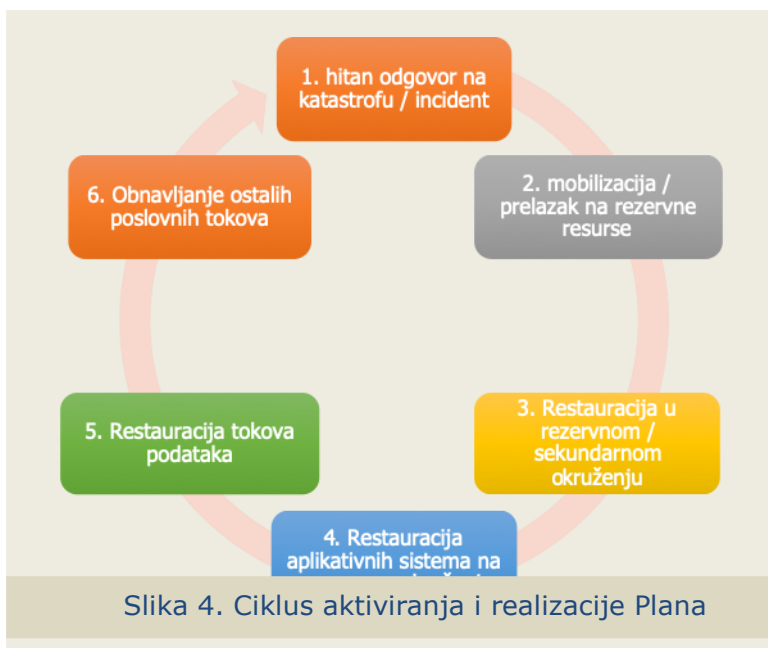 1. hitan odgovor na
katastrofu / incident
2. mobilizacija /
prelazak na rezervne
resurse
3. Restauracija u
rezervnom /
sekundarnom
okruženju
4. Restauracija
aplikativnih sistema na
5. Restauracija tokova
podataka
6. Obnavljanje ostalih
poslovnih tokova
Slika 4. Ciklus aktiviranja i realizacije Plana